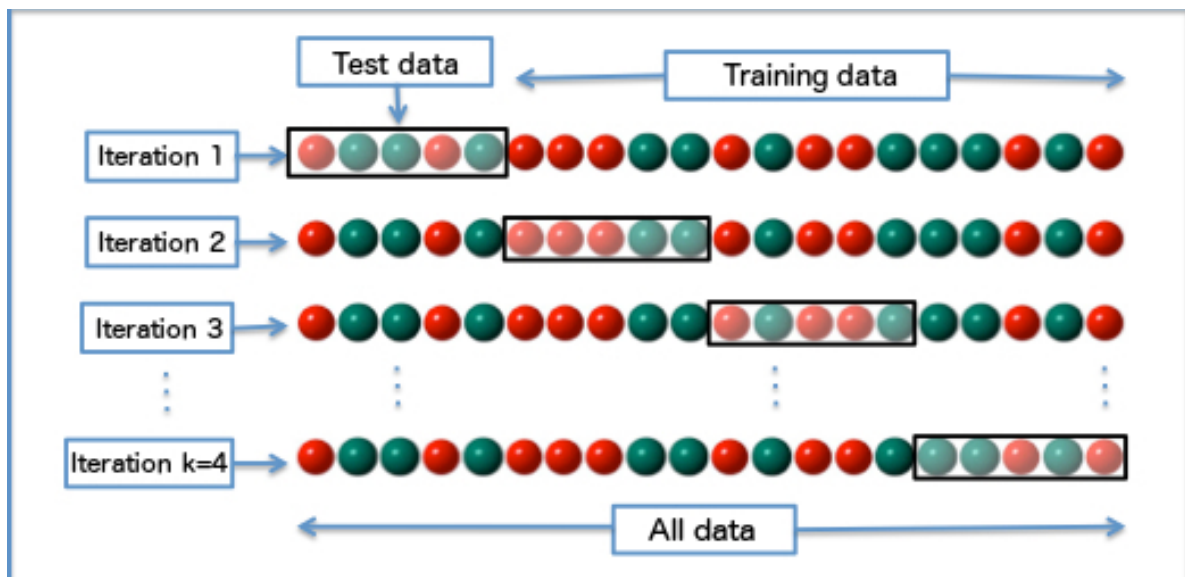 Test data
Training data
Iteration 1
Iteration 2
Iteration 3
Iteration k=4
All data